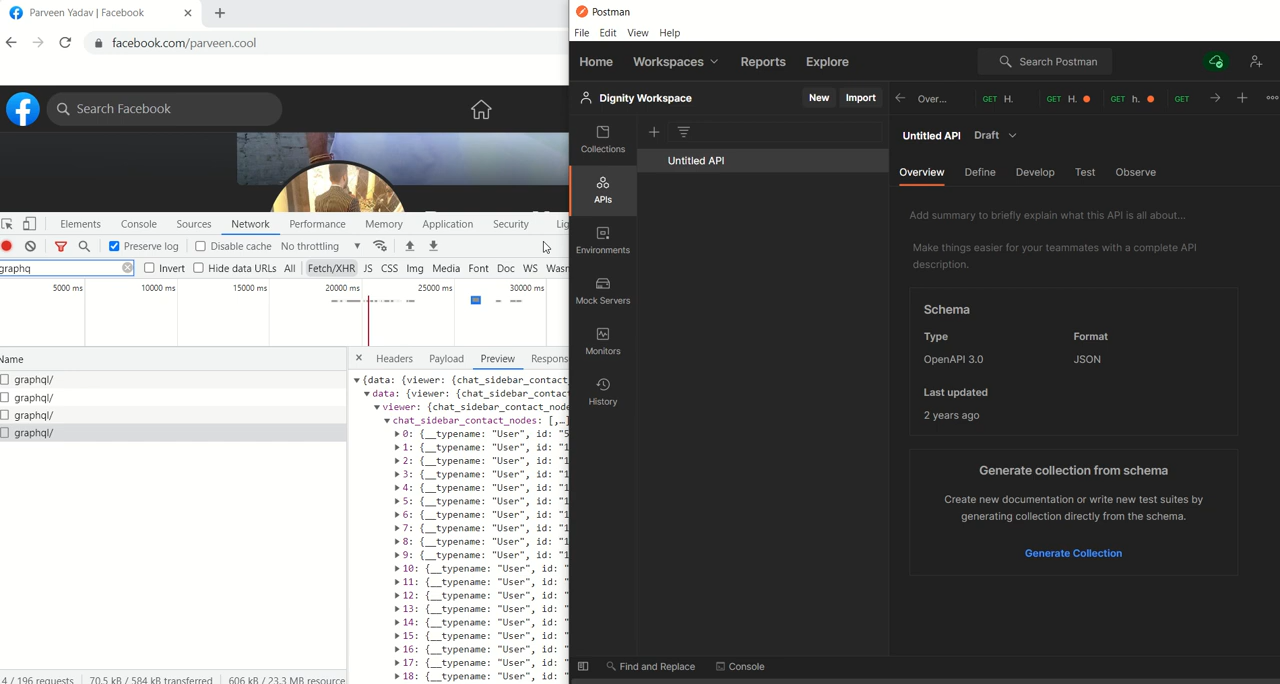 Parveen Yadav | Facebook
facebook.com/parveen.cool
Search Facebook
Elements Console Sources Network Performance Memory Application Security Lig
Preserve log Disable cache No throttling
graphq
Invert Hide data URLs All Fetch/XHR JS CSS Img Media Font Doc WS Wasm
5000 ms 10000 ms 15000 ms 20000 ms 25000 ms 30000 ms
Name
graphql/
graphql/
graphql/
graphql/
Headers Payload Preview Respons
{data: {viewer: {chat_sidebar_contact
data: {viewer: {chat_sidebar_contact
viewer: {chat_sidebar_contact_node
chat_sidebar_contact_nodes: [,…]
0: {__typename: "User", id: "5
1: {__typename: "User", id: "1
2: {__typename: "User", id: "1
3: {__typename: "User", id: "1
4: {__typename: "User", id: "1
5: {__typename: "User", id: "1
6: {__typename: "User", id: "1
7: {__typename: "User", id: "1
8: {__typename: "User", id: "1
9: {__typename: "User", id: "1
10: {__typename: "User", id: "
11: {__typename: "User", id: "
12: {__typename: "User", id: "
13: {__typename: "User", id: "
14: {__typename: "User", id: "
15: {__typename: "User", id: "
16: {__typename: "User", id: "
17: {__typename: "User", id: "
18: {__typename: "User", id: "
4 / 196 requests 70.5 kB / 584 kB transferred 606 kB / 23.3 MB resource
Postman
File Edit View Help
Home Workspaces Reports Explore Search Postman
Dignity Workspace New Import
Over... GET H. GET H. GET h. GET
Collections
APIs
Environments
Mock Servers
Monitors
History
Untitled API
Untitled API Draft
Overview Define Develop Test Observe
Add summary to briefly explain what this API is all about...
Make things easier for your teammates with a complete API
description.
Schema
Type Format
OpenAPI 3.0 JSON
Last updated
2 years ago
Generate collection from schema
Create new documentation or write new test suites by
generating collection directly from the schema.
Generate Collection
Find and Replace Console